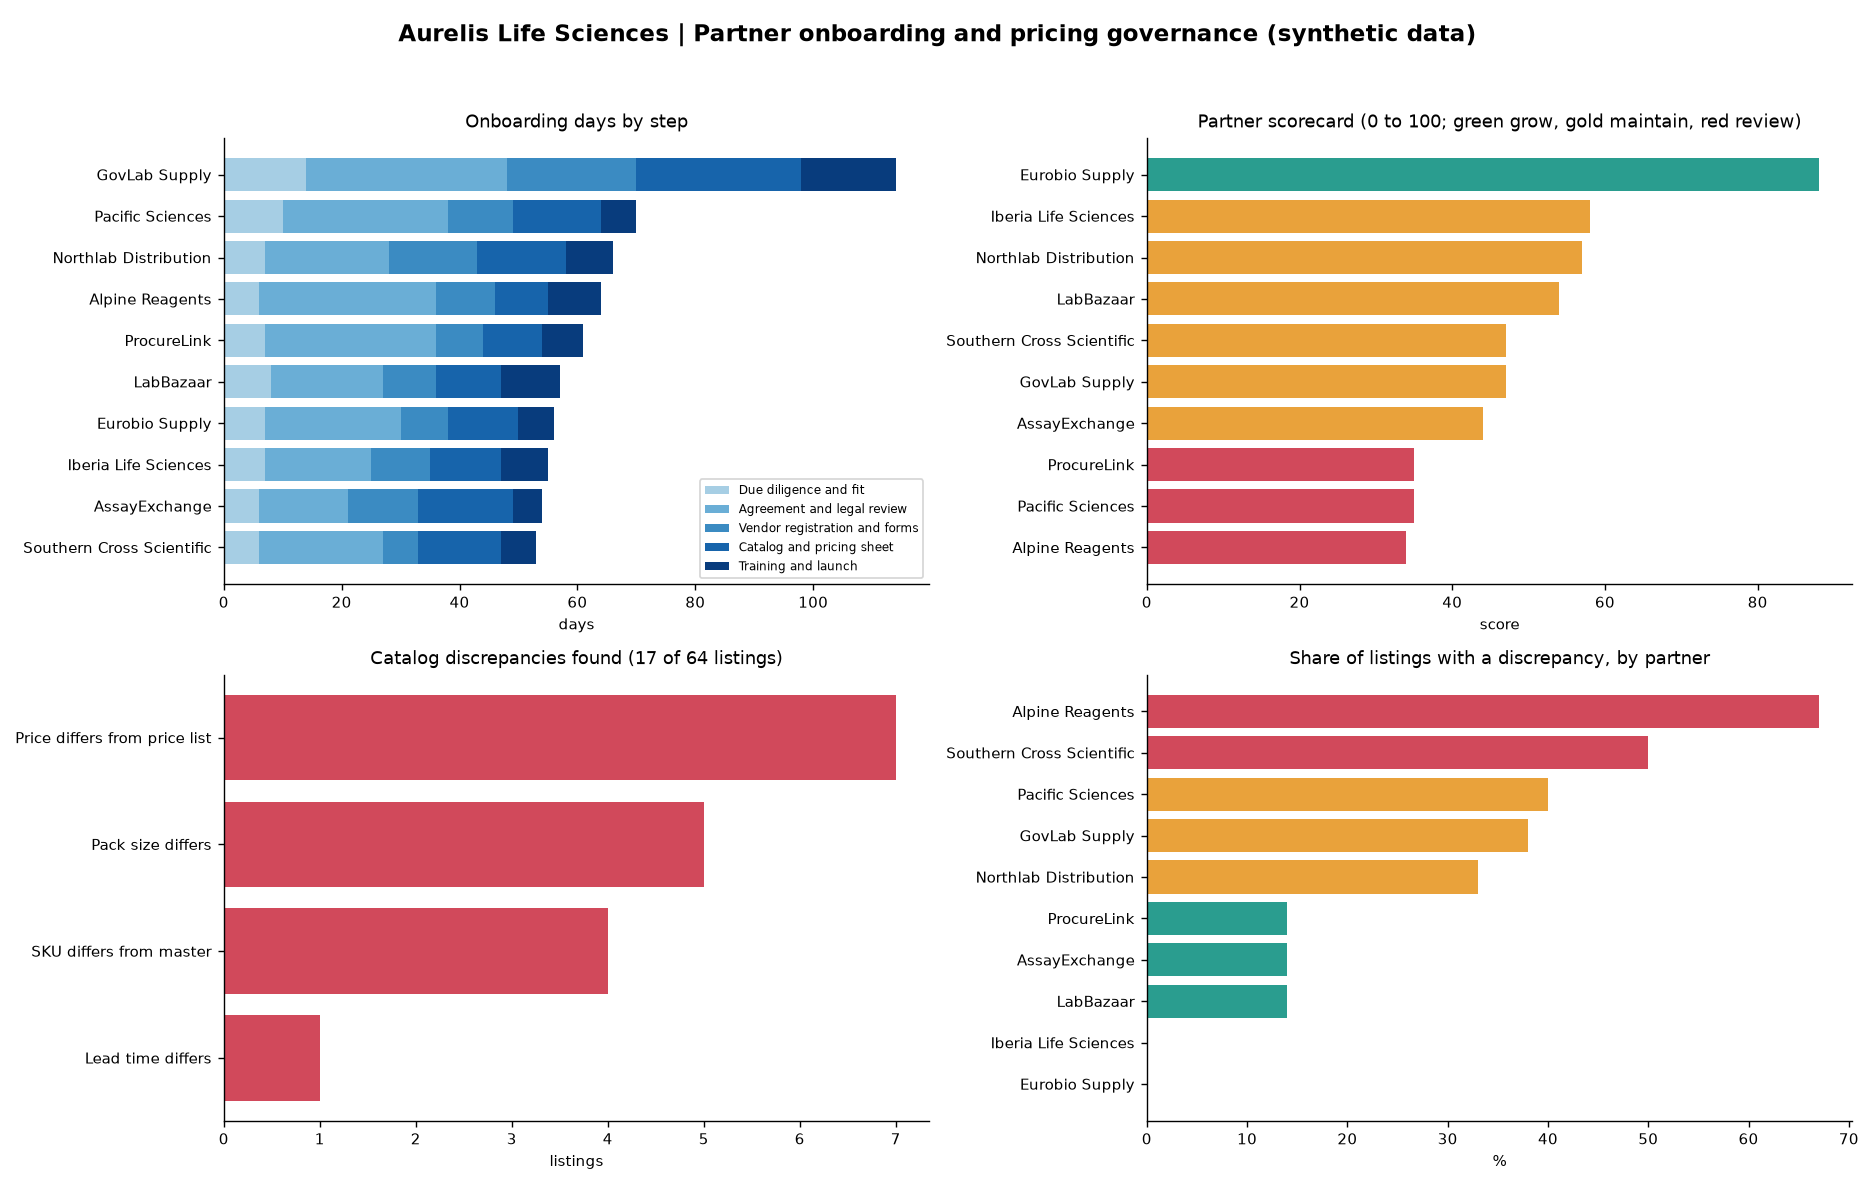 Aurelis Life Sciences | Partner onboarding and pricing governance (synthetic data)
Onboarding days by step
GovLab Supply
Pacific Sciences
Northlab Distribution
Alpine Reagents
ProcureLink
LabBazaar
Eurobio Supply
Iberia Life Sciences
AssayExchange
Southern Cross Scientific
Due diligence and fit
Agreement and legal review
Vendor registration and forms
Catalog and pricing sheet
Training and launch
0 20 40 60 80 100
days
Partner scorecard (0 to 100; green grow, gold maintain, red review)
Eurobio Supply
Iberia Life Sciences
Northlab Distribution
LabBazaar
Southern Cross Scientific
GovLab Supply
AssayExchange
ProcureLink
Pacific Sciences
Alpine Reagents
0 20 40 60 80
score
Catalog discrepancies found (17 of 64 listings)
Price differs from price list
Pack size differs
SKU differs from master
Lead time differs
0 1 2 3 4 5 6 7
listings
Share of listings with a discrepancy, by partner
Alpine Reagents
Southern Cross Scientific
Pacific Sciences
GovLab Supply
Northlab Distribution
ProcureLink
AssayExchange
LabBazaar
Iberia Life Sciences
Eurobio Supply
0 10 20 30 40 50 60 70
%